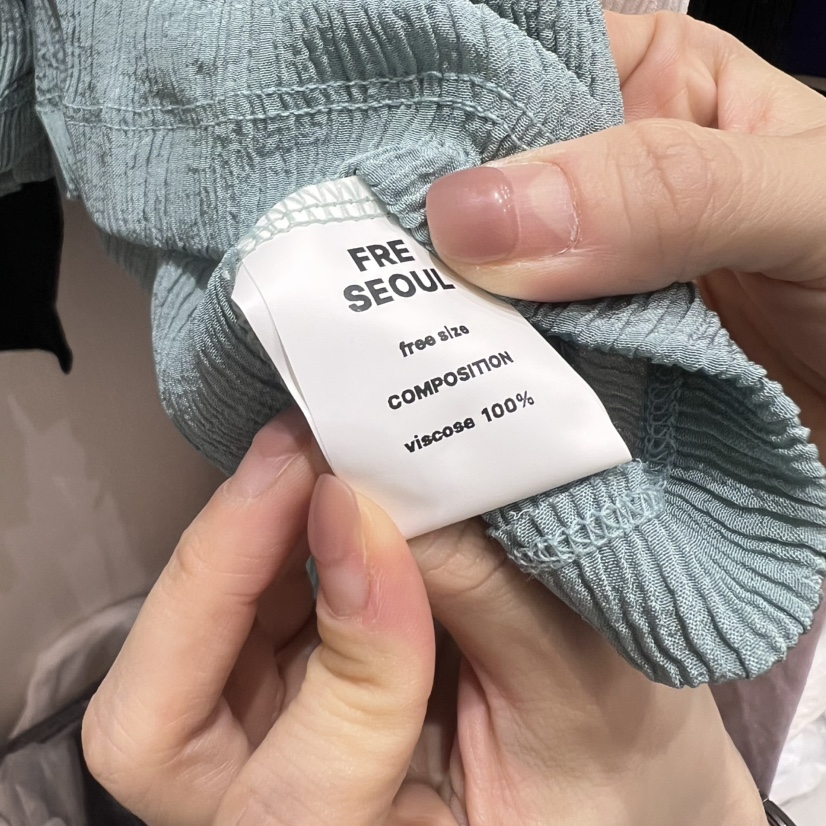 FRE
SEOUL
free size
COMPOSITION
viscose 100%